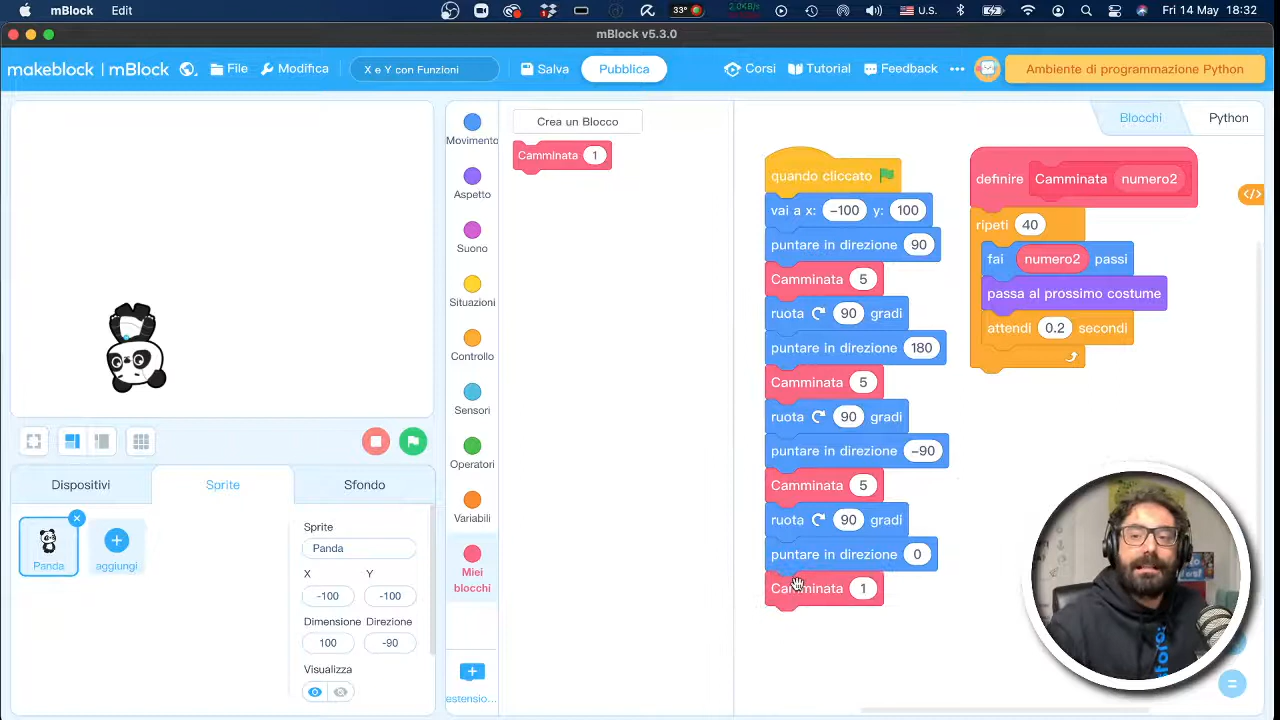 mBlock Edit 33° 2,0KB/s U.S. Fri 14 May 18:32
mBlock v5.3.0
makeblock | mBlock File Modifica X e Y con Funzioni Salva Pubblica Corsi Tutorial Feedback Ambiente di programmazione Python
Blocchi Python
Movimento
Aspetto
Suono
Situazioni
Controllo
Sensori
Operatori
Variabili
Miei
blocchi
estensio...
Crea un Blocco
Camminata 1
quando cliccato
vai a x: -100 y: 100
puntare in direzione 90
Camminata 5
ruota 90 gradi
puntare in direzione 180
Camminata 5
ruota 90 gradi
puntare in direzione -90
Camminata 5
ruota 90 gradi
puntare in direzione 0
Camminata 1
definire Camminata numero2
ripeti 40
fai numero2 passi
passa al prossimo costume
attendi 0.2 secondi
Dispositivi Sprite Sfondo
Panda
aggiungi
Sprite
Panda
X Y
-100 -100
Dimensione Direzione
100 -90
Visualizza